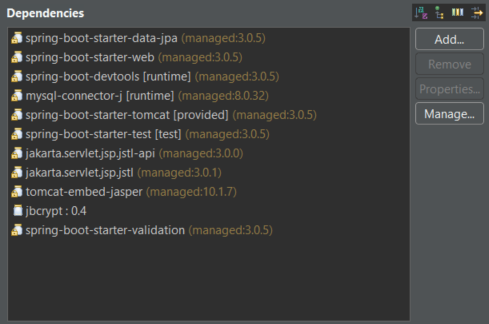 Dependencies
spring-boot-starter-data-jpa (managed:3.0.5)
spring-boot-starter-web (managed:3.0.5)
spring-boot-devtools [runtime] (managed:3.0.5)
mysql-connector-j [runtime] (managed:8.0.32)
spring-boot-starter-tomcat [provided] (managed:3.0.5)
spring-boot-starter-test [test] (managed:3.0.5)
jakarta.servlet.jsp.jstl-api (managed:3.0.0)
jakarta.servlet.jsp.jstl (managed:3.0.1)
tomcat-embed-jasper (managed:10.1.7)
jbcrypt : 0.4
spring-boot-starter-validation (managed:3.0.5)
Add...
Remove
Properties...
Manage...